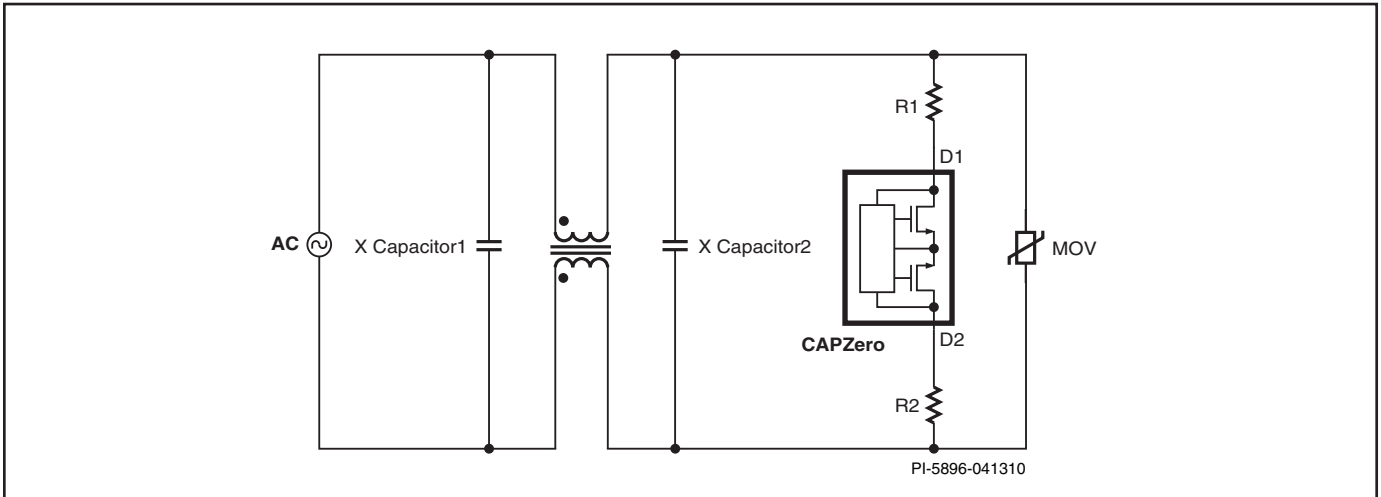 R1
D1
AC
X Capacitor1
X Capacitor2
MOV
CAPZero
D2
R2
PI-5896-041310